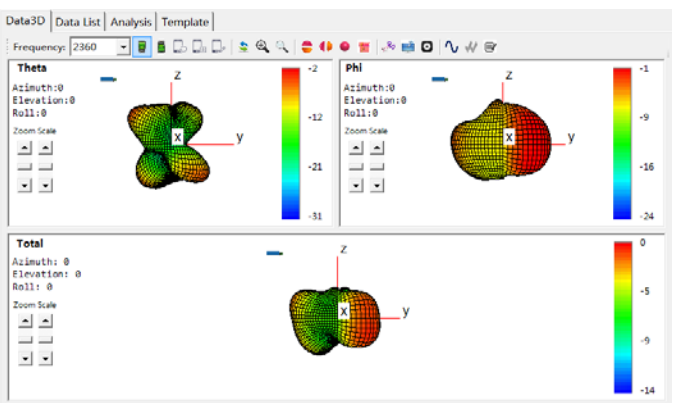 Data3D Data List Analysis Template
Frequency: 2360
Theta
Azimuth:0
Elevation:0
Roll:0
Zoom Scale
z
x
y
-2
-12
-21
-31
Phi
Azimuth:0
Elevation:0
Roll:0
Zoom Scale
z
x
y
-1
-9
-16
-24
Total
Azimuth: 0
Elevation: 0
Roll: 0
Zoom Scale
z
x
y
0
-5
-9
-14